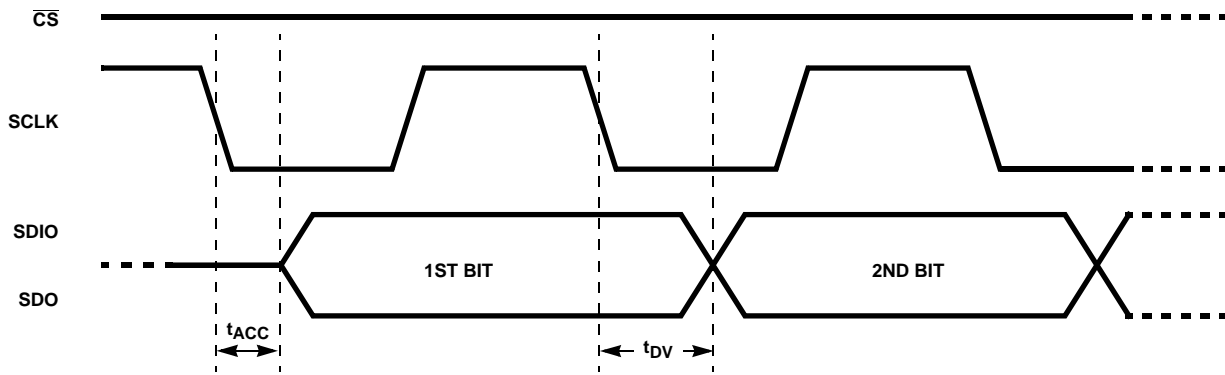 CS
SCLK
SDIO
1ST BIT
2ND BIT
SDO
tACC
tDV